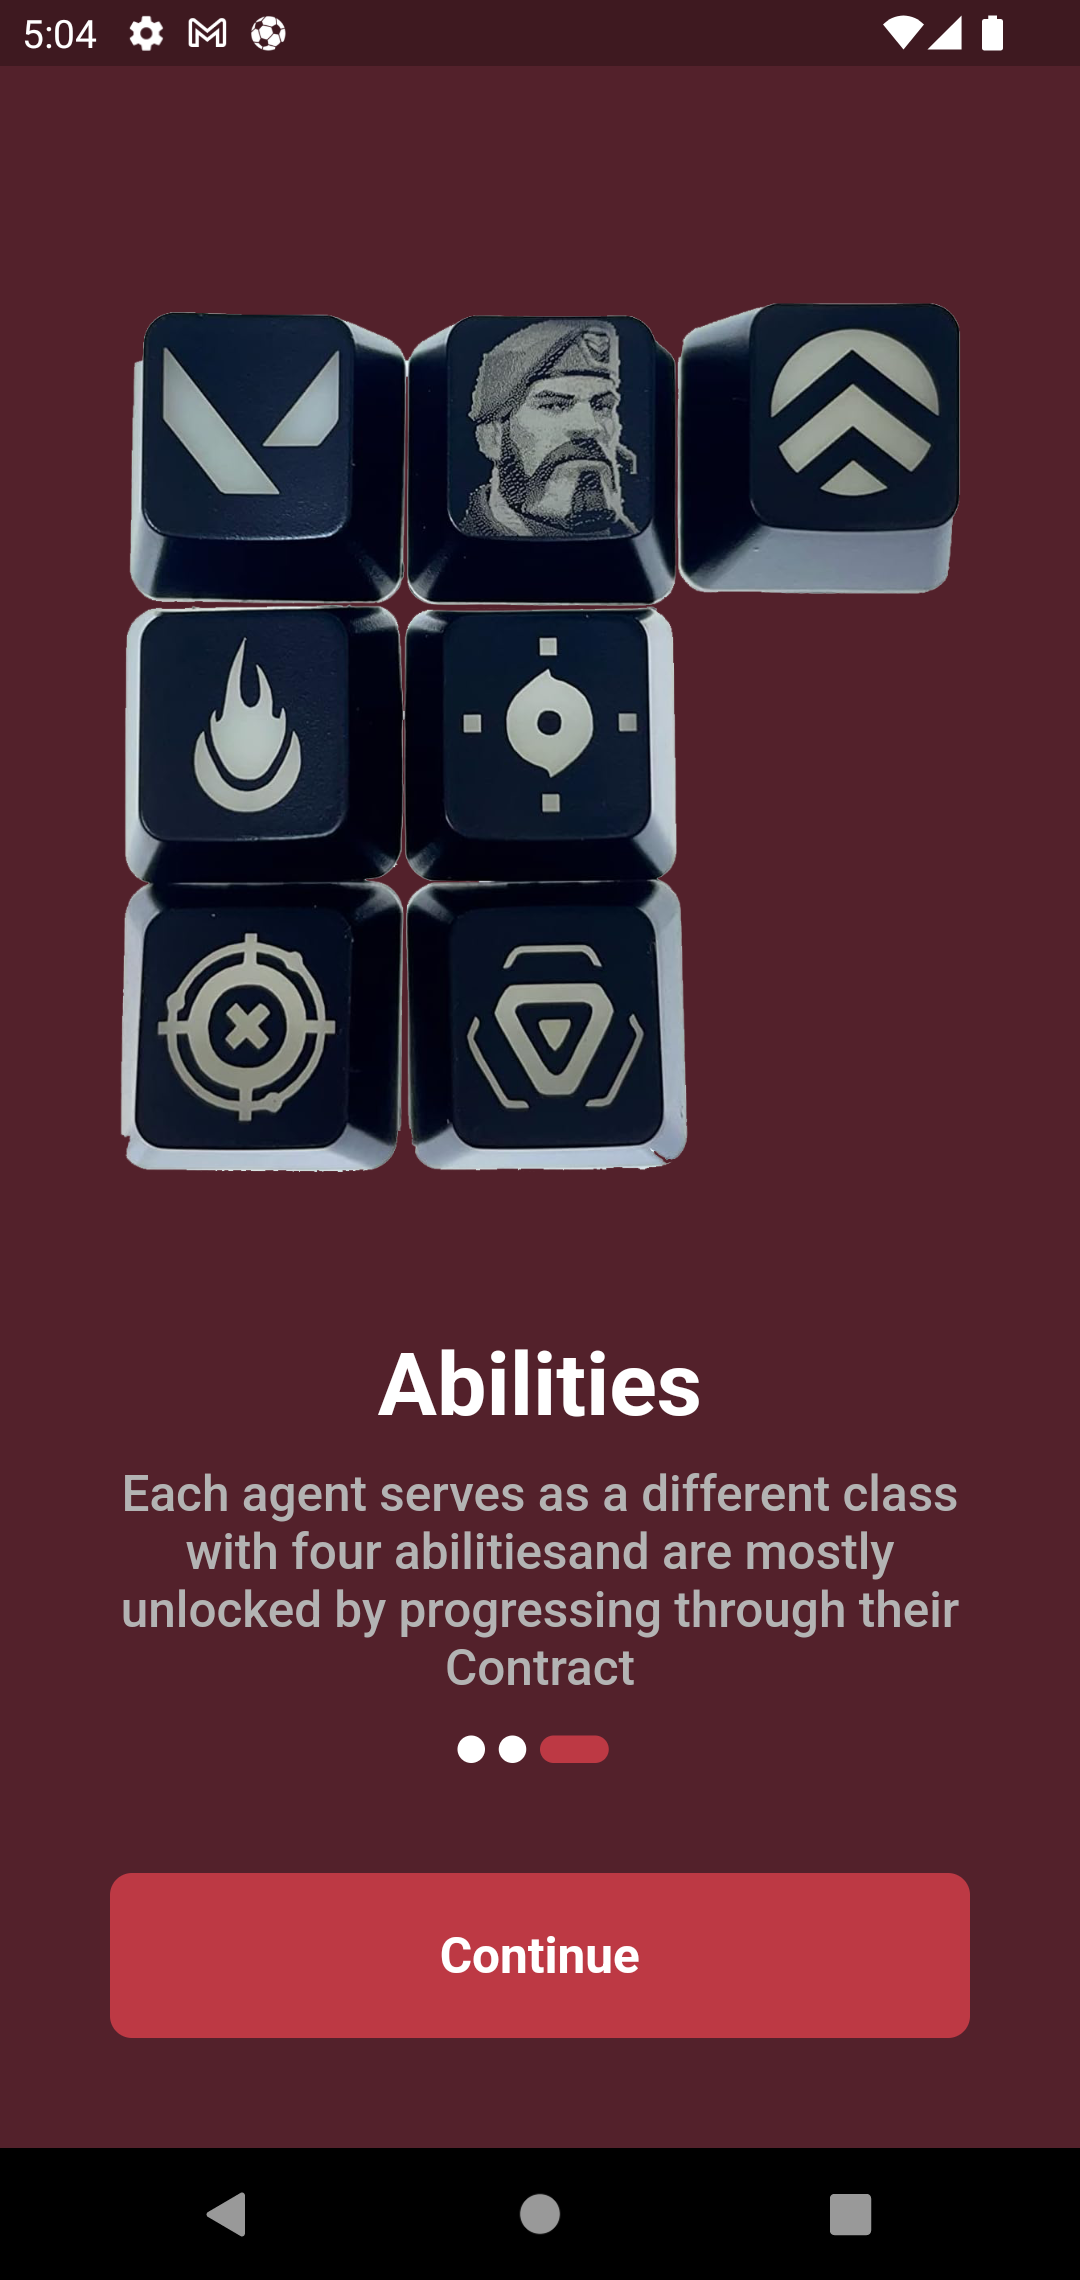 5:04
Abilities
Each agent serves as a different class
with four abilitiesand are mostly
unlocked by progressing through their
Contract
Continue